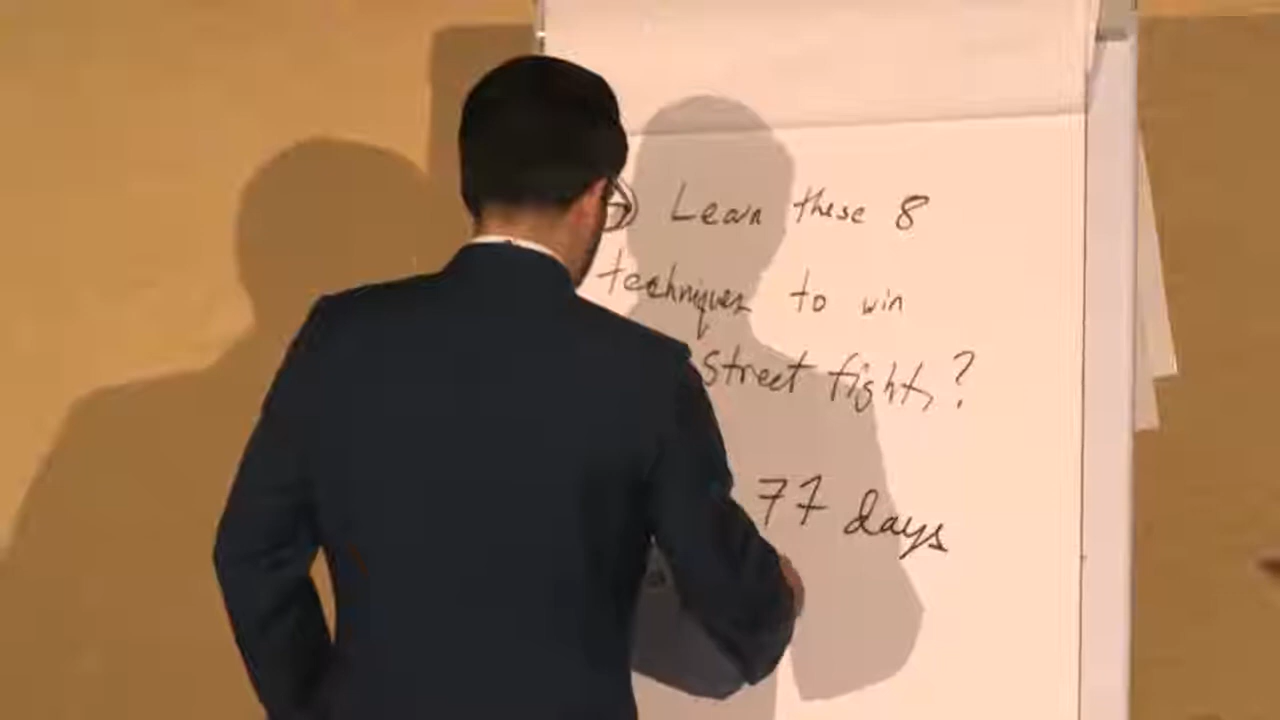 Learn these 8
techniques to win
street fights?
77 days